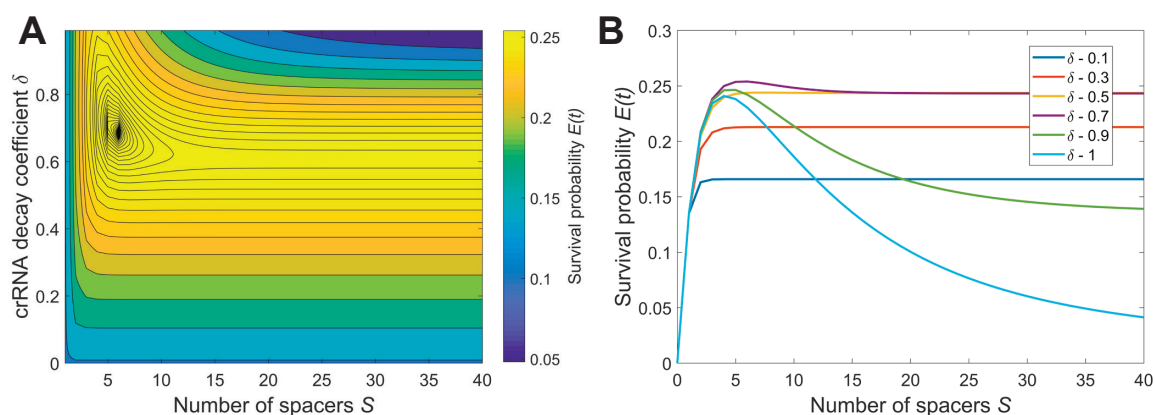 A
crRNA decay coefficient δ
0.8
0.6
0.4
0.2
0
5 10 15 20 25 30 35 40
Number of spacers S
0.25
0.2
0.15
0.1
0.05
Survival probability E(t)
B
Survival probability E(t)
0.3
0.25
0.2
0.15
0.1
0.05
0
0 5 10 15 20 25 30 35 40
Number of spacers S
δ - 0.1
δ - 0.3
δ - 0.5
δ - 0.7
δ - 0.9
δ - 1